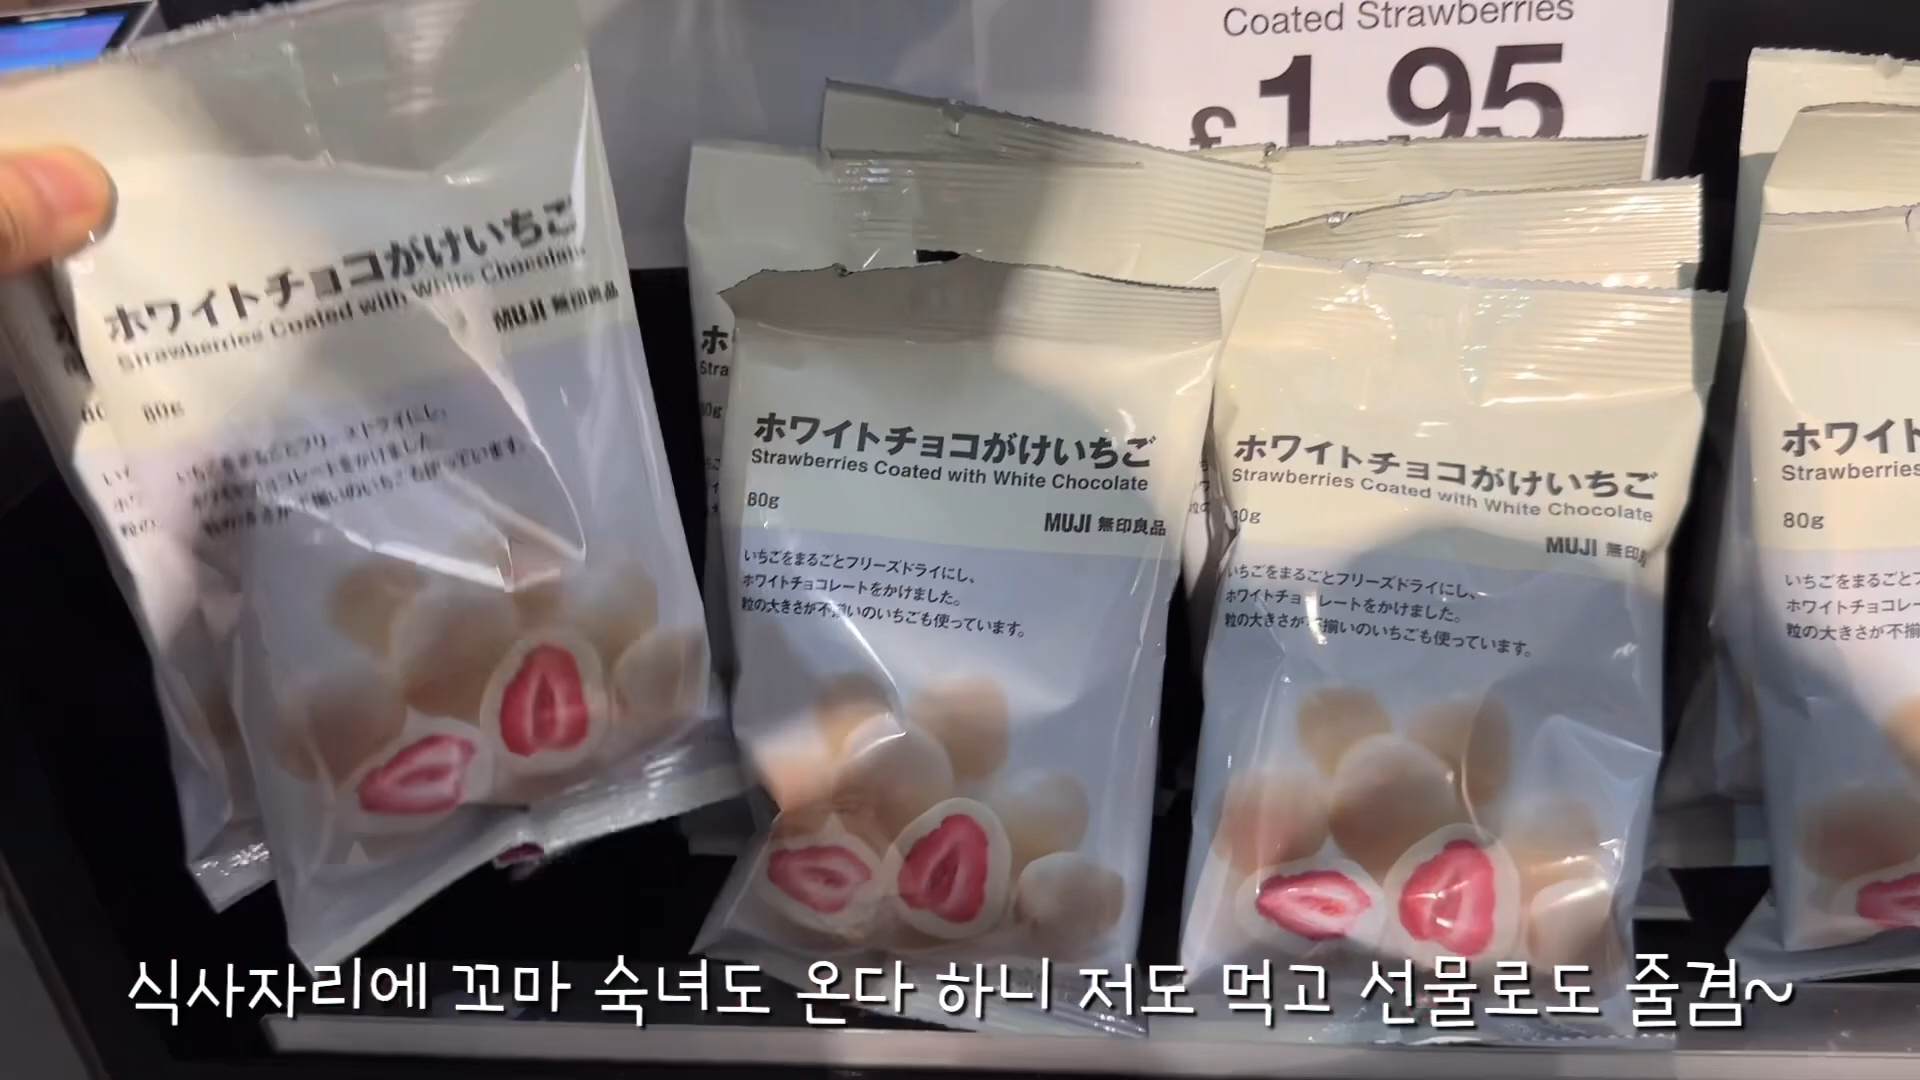 Coated Strawberries
£1.95
ホワイトチョコがけいちご
Strawberries Coated with White Chocolate
MUJI 無印良品
80g
ホワイトチョコがけいちご
Strawberries Coated with White Chocolate
80g
MUJI 無印良品
いちごをまるごとフリーズドライにし、
ホワイトチョコレートをかけました。
粒の大きさが不揃いのいちごも使っています。
ホワイトチョコがけいちご
Strawberries Coated with White Chocolate
MUJI 無印
いちごをまるごとフリーズドライにし、
ホワイトチョコレートをかけました。
粒の大きさが不揃いのいちごも使っています。
ホワイト
Strawberries
80g
いちごをまるごと
ホワイトチョコレー
粒の大きさが不揃
식사자리에 꼬마 숙녀도 온다 하니 저도 먹고 선물로도 줄겸~